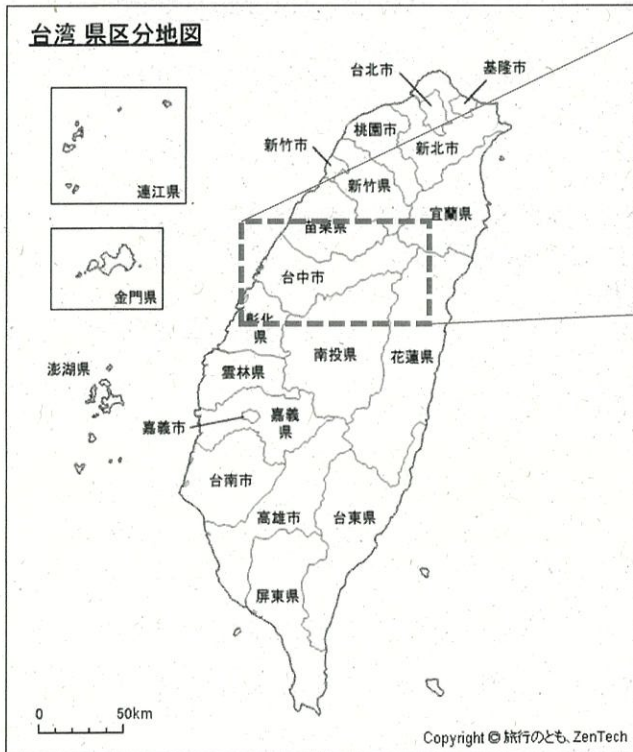 台湾 県区分地図
台北市
基隆市
桃園市
新竹市
新北市
新竹県
連江県
宜蘭県
苗栗県
台中市
金門県
彰化
県
南投県
花蓮県
澎湖県
雲林県
嘉義市
嘉義
県
台南市
高雄市
台東県
屏東県
0
50km
Copyright © 旅行のとも、ZenTech